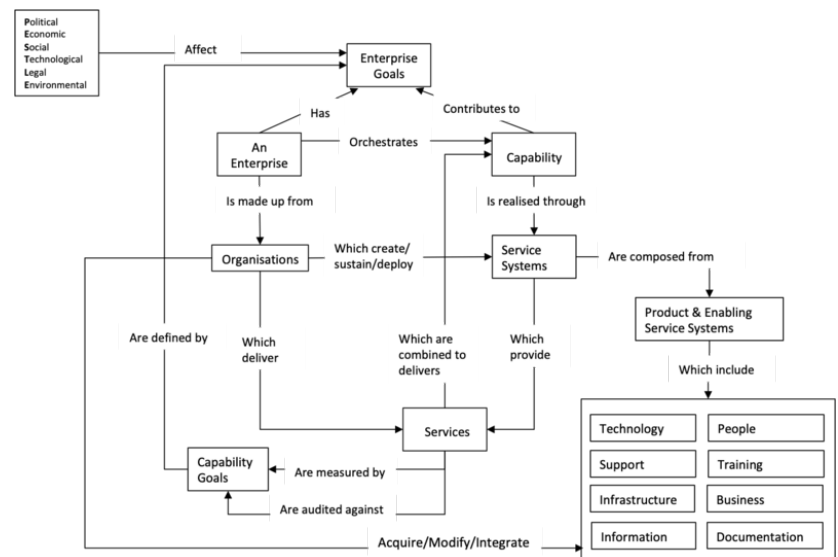 Political
Economic
Social
Technological
Legal
Environmental
Affect
Enterprise
Goals
Has
Contributes to
An
Enterprise
Orchestrates
Capability
Is made up from
Is realised through
Organisations
Which create/
sustain/deploy
Service
Systems
Are composed from
Product & Enabling
Service Systems
Are defined by
Which
deliver
Which are
combined to
delivers
Which
provide
Which include
Services
Technology
People
Capability
Goals
Are measured by
Support
Training
Are audited against
Infrastructure
Business
Acquire/Modify/Integrate
Information
Documentation